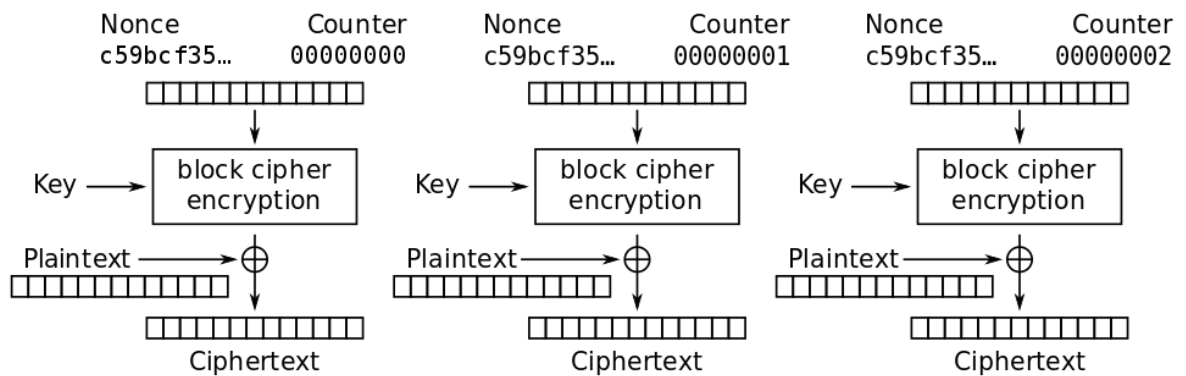 Nonce Counter Nonce Counter Nonce Counter
c59bcf35… 00000000 c59bcf35… 00000001 c59bcf35… 00000002
block cipher block cipher block cipher
Key Key Key
encryption encryption encryption
Plaintext Plaintext Plaintext
Ciphertext Ciphertext Ciphertext